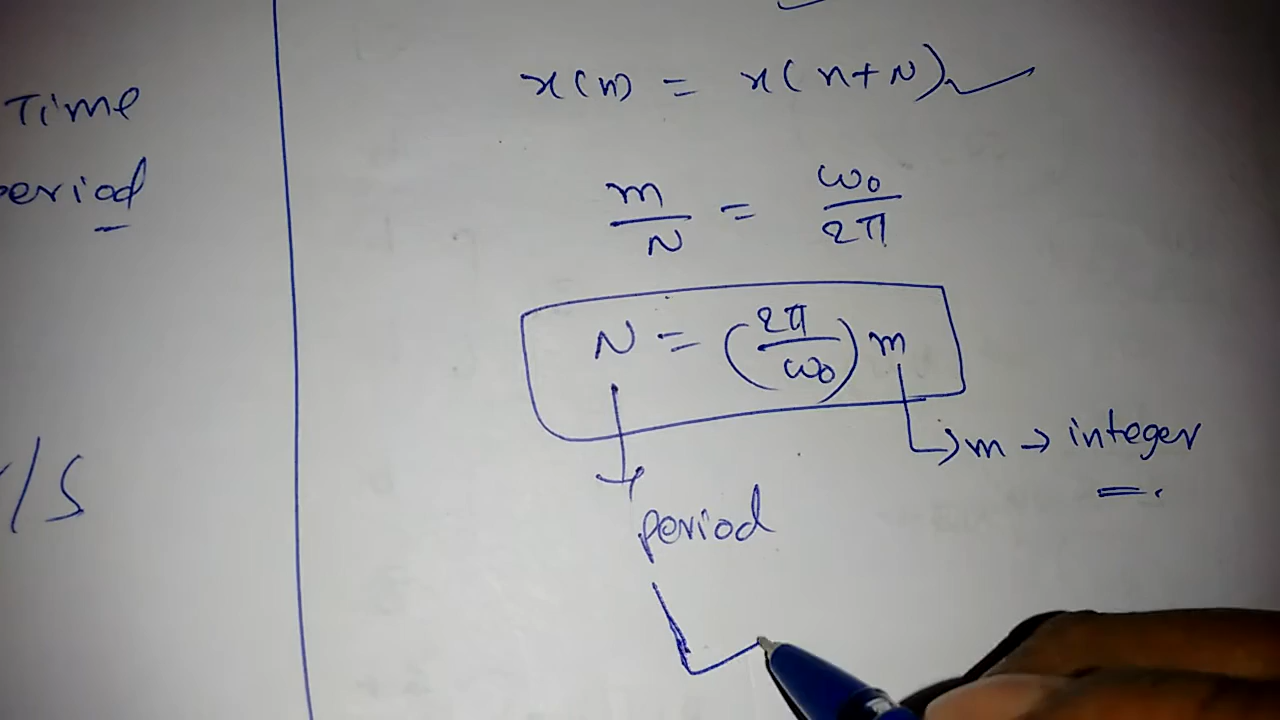 Time
period
/s
x(n) = x(n+N)
m/N = ω₀/2π
N = (2π/ω₀) m
m → integer
period